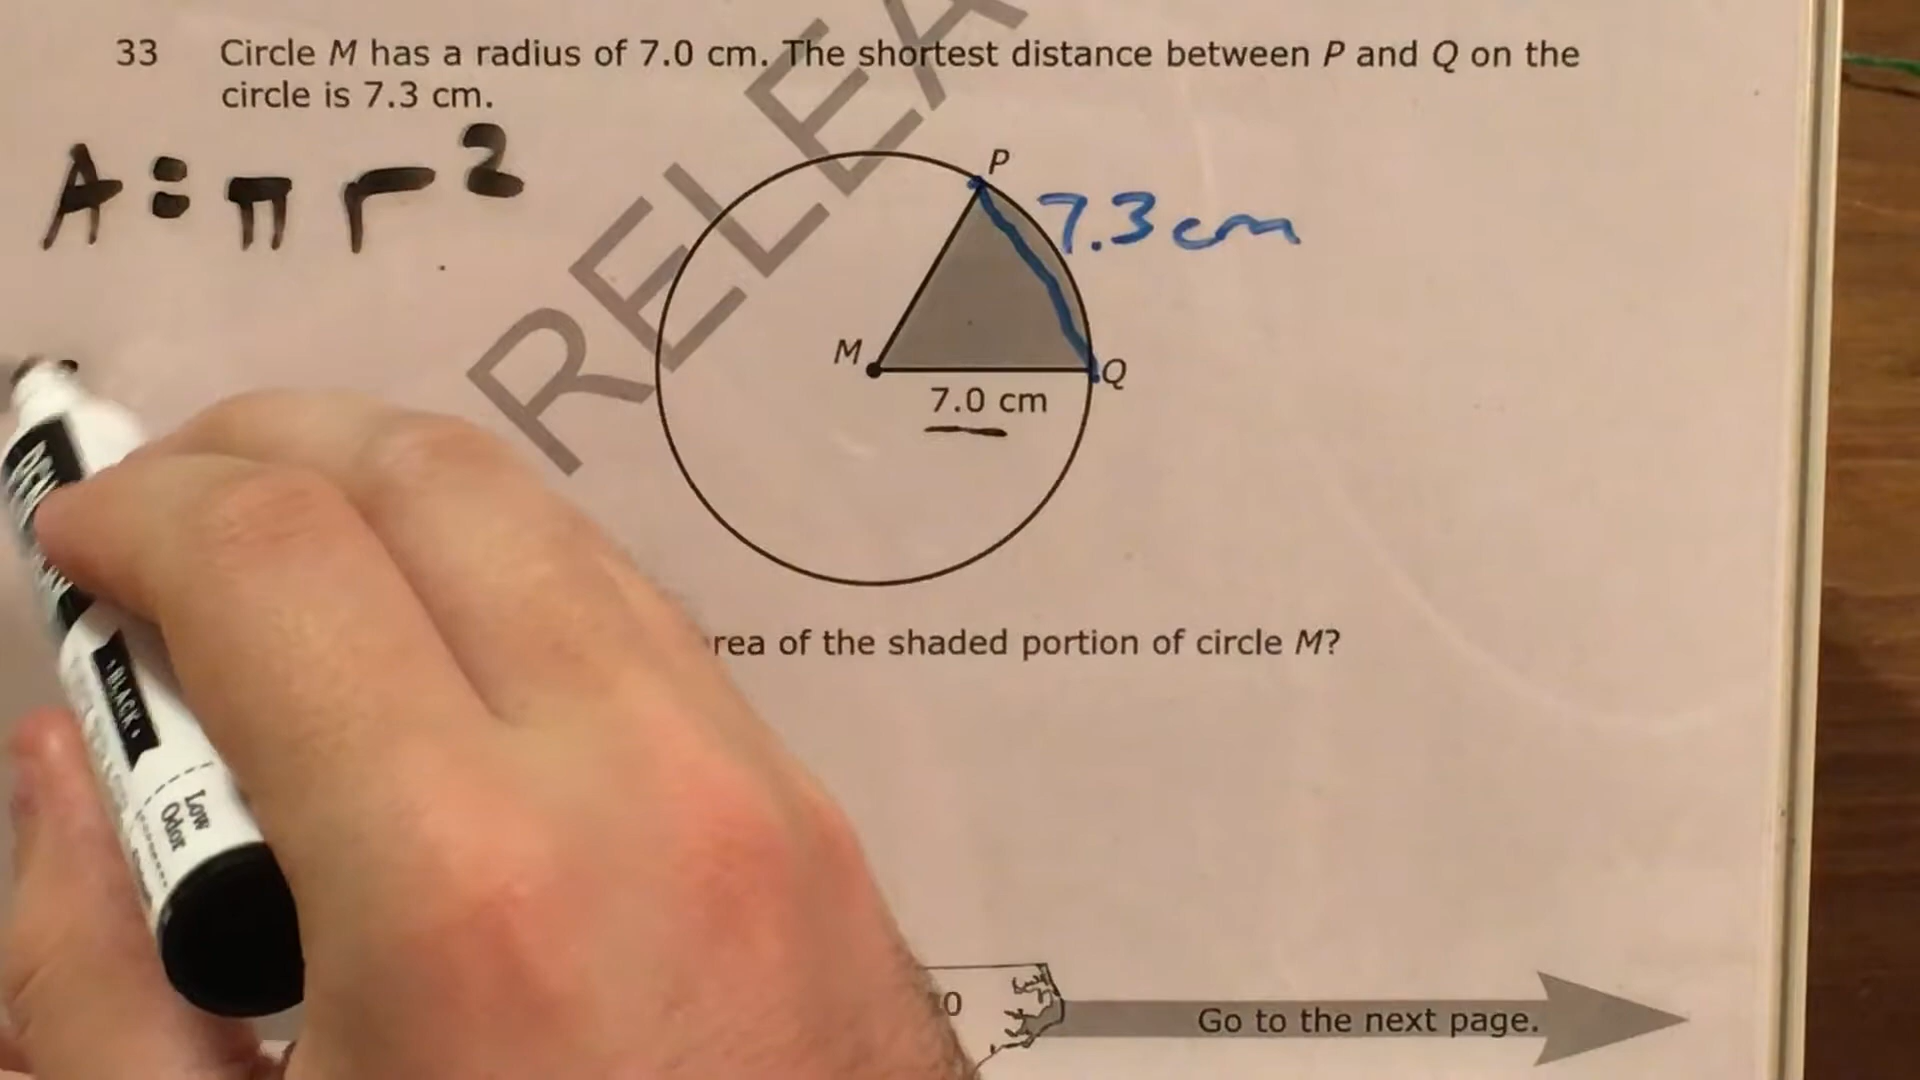 33 Circle M has a radius of 7.0 cm. The shortest distance between P and Q on the
circle is 7.3 cm.
A = π r²
RELEA
P
7.3 cm
M
Q
7.0 cm
rea of the shaded portion of circle M?
BLACK
Low
Odor
0
Go to the next page.